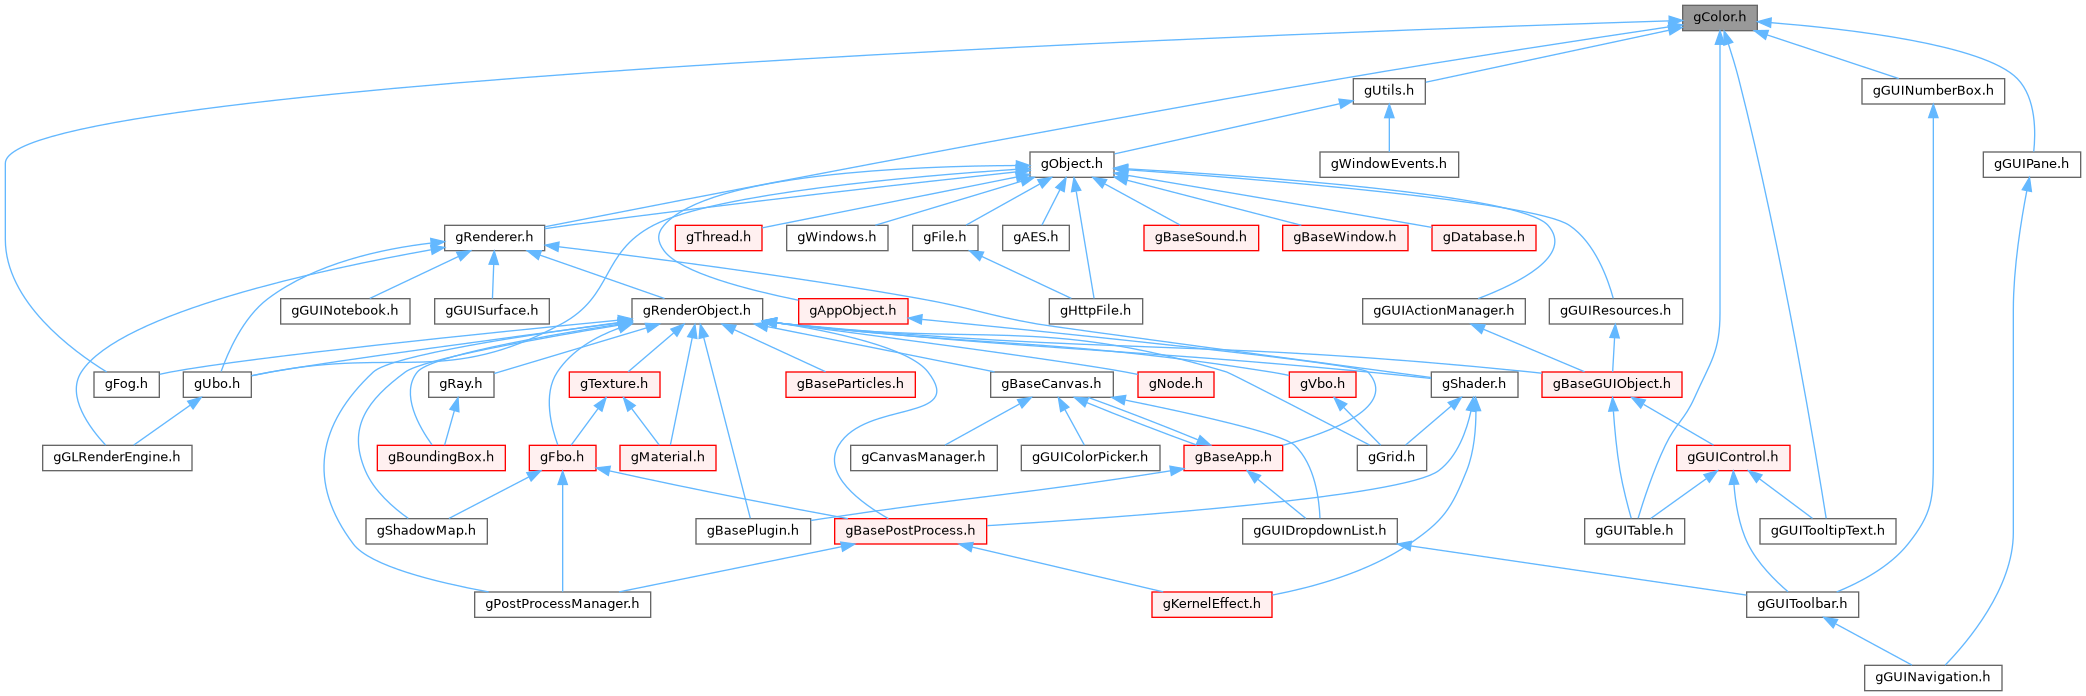 gColor.h
gUtils.h
gGUINumberBox.h
gObject.h
gWindowEvents.h
gGUIPane.h
gRenderer.h
gThread.h
gWindows.h
gFile.h
gAES.h
gBaseSound.h
gBaseWindow.h
gDatabase.h
gGUINotebook.h
gGUISurface.h
gRenderObject.h
gAppObject.h
gHttpFile.h
gGUIActionManager.h
gGUIResources.h
gFog.h
gUbo.h
gRay.h
gTexture.h
gBaseParticles.h
gBaseCanvas.h
gNode.h
gVbo.h
gShader.h
gBaseGUIObject.h
gGLRenderEngine.h
gBoundingBox.h
gFbo.h
gMaterial.h
gCanvasManager.h
gGUIColorPicker.h
gBaseApp.h
gGrid.h
gGUIControl.h
gShadowMap.h
gBasePlugin.h
gBasePostProcess.h
gGUIDropdownList.h
gGUITable.h
gGUITooltipText.h
gPostProcessManager.h
gKernelEffect.h
gGUIToolbar.h
gGUINavigation.h